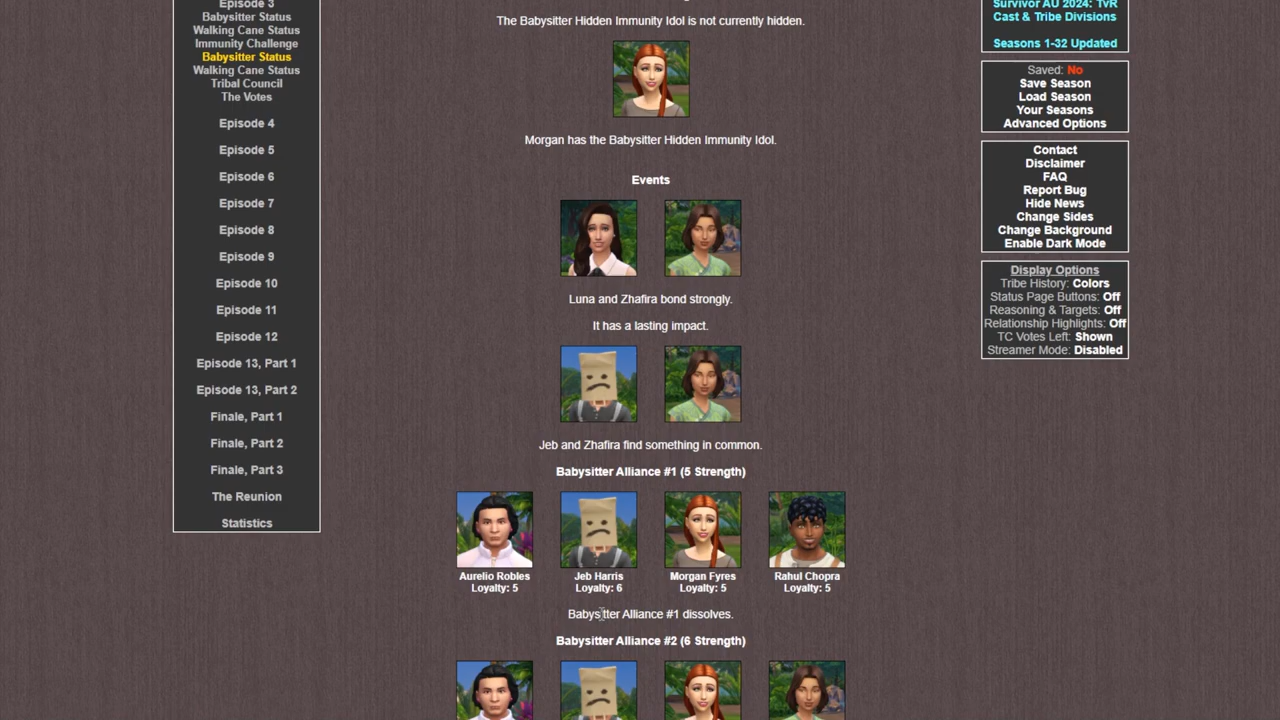 Episode 3
Babysitter Status
Walking Cane Status
Immunity Challenge
Babysitter Status
Walking Cane Status
Tribal Council
The Votes
Episode 4
Episode 5
Episode 6
Episode 7
Episode 8
Episode 9
Episode 10
Episode 11
Episode 12
Episode 13, Part 1
Episode 13, Part 2
Finale, Part 1
Finale, Part 2
Finale, Part 3
The Reunion
Statistics
The Babysitter Hidden Immunity Idol is not currently hidden.
Morgan has the Babysitter Hidden Immunity Idol.
Events
Luna and Zhafira bond strongly.
It has a lasting impact.
Jeb and Zhafira find something in common.
Babysitter Alliance #1 (5 Strength)
Aurelio Robles
Loyalty: 5
Jeb Harris
Loyalty: 6
Morgan Fyres
Loyalty: 5
Rahul Chopra
Loyalty: 5
Babysitter Alliance #1 dissolves.
Babysitter Alliance #2 (6 Strength)
Survivor AU 2024: TvR
Cast & Tribe Divisions
Seasons 1-32 Updated
Saved: No
Save Season
Load Season
Your Seasons
Advanced Options
Contact
Disclaimer
FAQ
Report Bug
Hide News
Change Sides
Change Background
Enable Dark Mode
Display Options
Tribe History: Colors
Status Page Buttons: Off
Reasoning & Targets: Off
Relationship Highlights: Off
TC Votes Left: Shown
Streamer Mode: Disabled